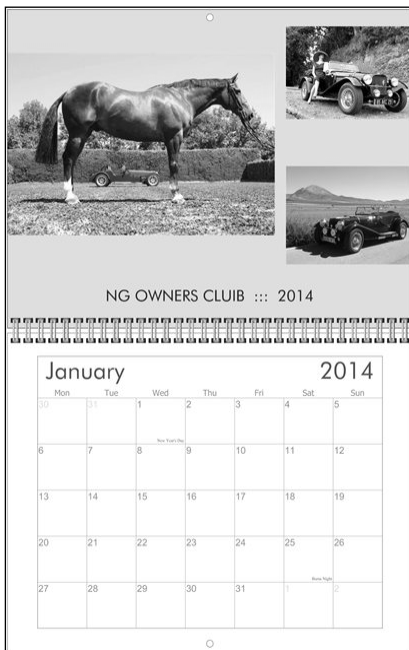 NG OWNERS CLUIB ::: 2014
January 2014
Mon Tue Wed Thu Fri Sat Sun
30 31 1 2 3 4 5
New Year's Day
6 7 8 9 10 11 12
13 14 15 16 17 18 19
20 21 22 23 24 25 26
Burns Night
27 28 29 30 31 1 2